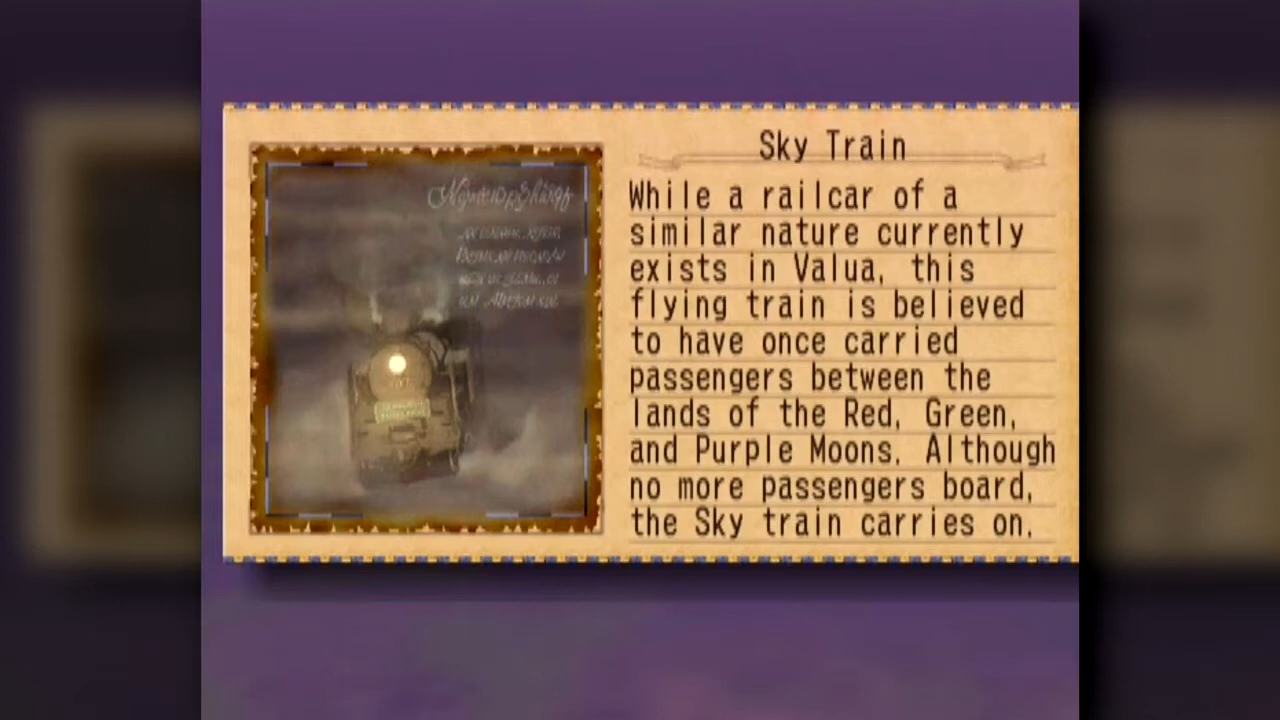 Sky Train
While a railcar of a
similar nature currently
exists in Valua, this
flying train is believed
to have once carried
passengers between the
lands of the Red, Green,
and Purple Moons. Although
no more passengers board,
the Sky train carries on.